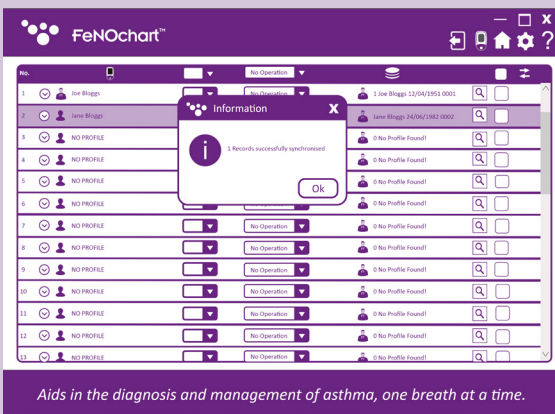 FeNOchart™
No. No Operation
1 Joe Bloggs No Operation 1 Joe Bloggs 12/04/1951 0001
Information X
2 Jane Bloggs Jane Bloggs 24/06/1982 0002
3 NO PROFILE 0 No Profile Found!
1 Records successfully synchronised
4 NO PROFILE 0 No Profile Found!
5 NO PROFILE 0 No Profile Found!
Ok
6 NO PROFILE No Operation 0 No Profile Found!
7 NO PROFILE No Operation 0 No Profile Found!
8 NO PROFILE No Operation 0 No Profile Found!
9 NO PROFILE No Operation 0 No Profile Found!
10 NO PROFILE No Operation 0 No Profile Found!
11 NO PROFILE No Operation 0 No Profile Found!
12 NO PROFILE No Operation 0 No Profile Found!
13 NO PROFILE No Operation 0 No Profile Found!
Aids in the diagnosis and management of asthma, one breath at a time.